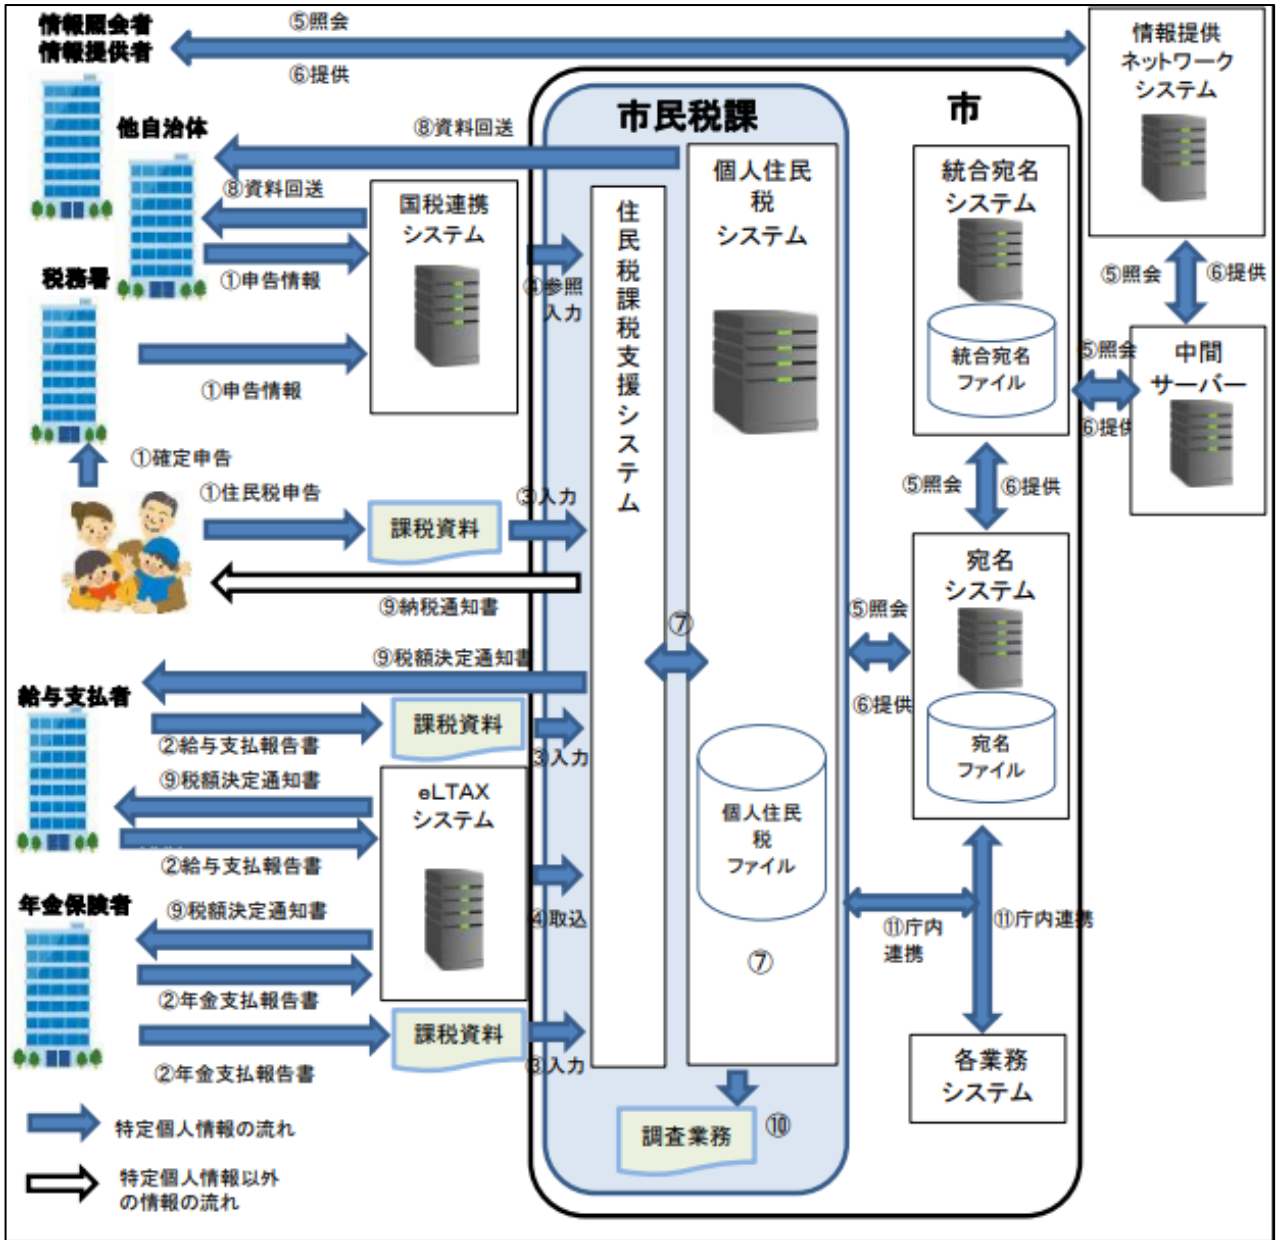 情報照会者
情報提供者
⑤照会
⑥提供
情報提供
ネットワーク
システム
市民税課
市
他自治体
⑧資料回送
⑧資料回送
国税連携
システム
①申告情報
④参照
入力
税務署
①申告情報
①確定申告
①住民税申告
課税資料
③入力
⑨納税通知書
住民税課税支援システム
個人住民
税
システム
統合宛名
システム
統合宛名
ファイル
⑤照会
⑥提供
⑤照会
⑥提供
中間
サーバー
⑤照会
⑥提供
宛名
システム
宛名
ファイル
⑤照会
⑥提供
⑦
⑨税額決定通知書
給与支払者
②給与支払報告書
課税資料
③入力
⑨税額決定通知書
②給与支払報告書
eLTAX
システム
④取込
個人住民
税
ファイル
⑦
年金保険者
⑨税額決定通知書
②年金支払報告書
②年金支払報告書
課税資料
③入力
⑪庁内
連携
⑪庁内連携
各業務
システム
調査業務
⑩
特定個人情報の流れ
特定個人情報以外
の情報の流れ